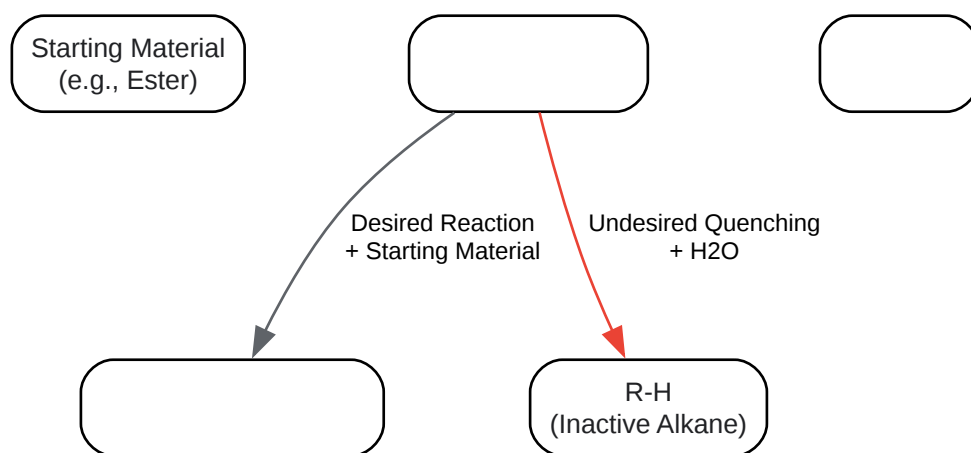 Starting Material
(e.g., Ester)
Desired Reaction
+ Starting Material
Undesired Quenching
+ H2O
R-H
(Inactive Alkane)